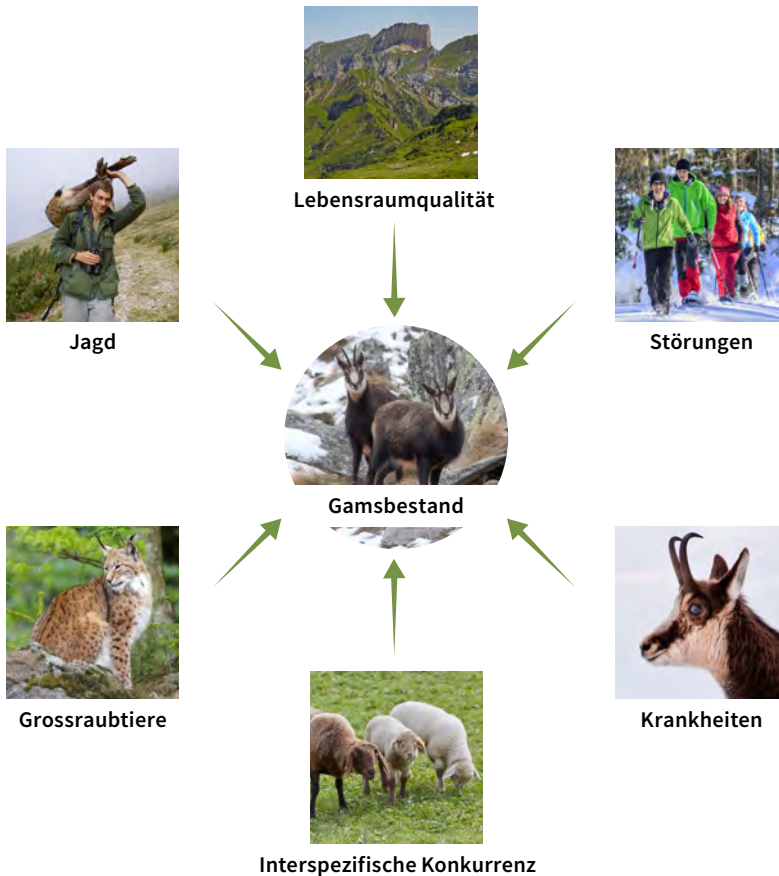 Lebensraumqualität
Jagd
Störungen
Gamsbestand
Grossraubtiere
Krankheiten
Interspezifische Konkurrenz